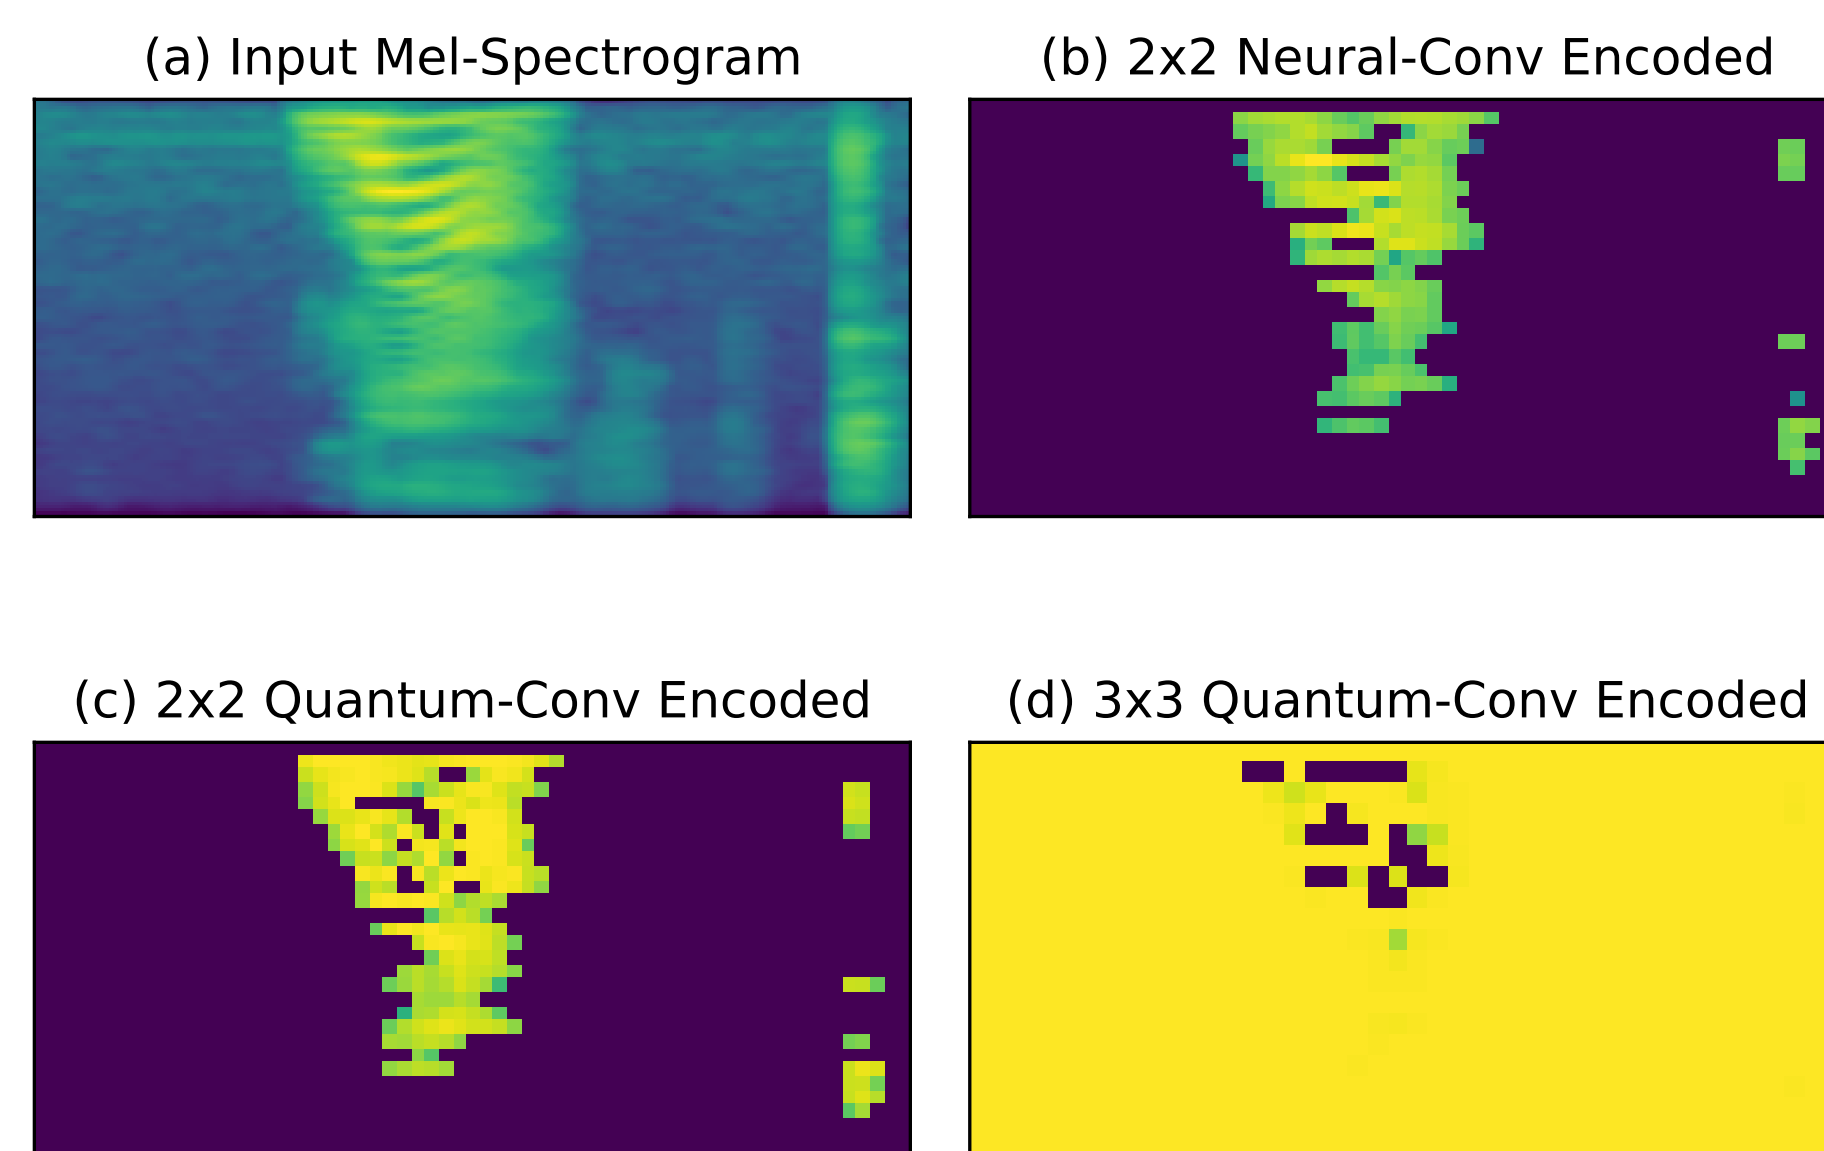 (a) Input Mel-Spectrogram
(b) 2x2 Neural-Conv Encoded
(c) 2x2 Quantum-Conv Encoded
(d) 3x3 Quantum-Conv Encoded